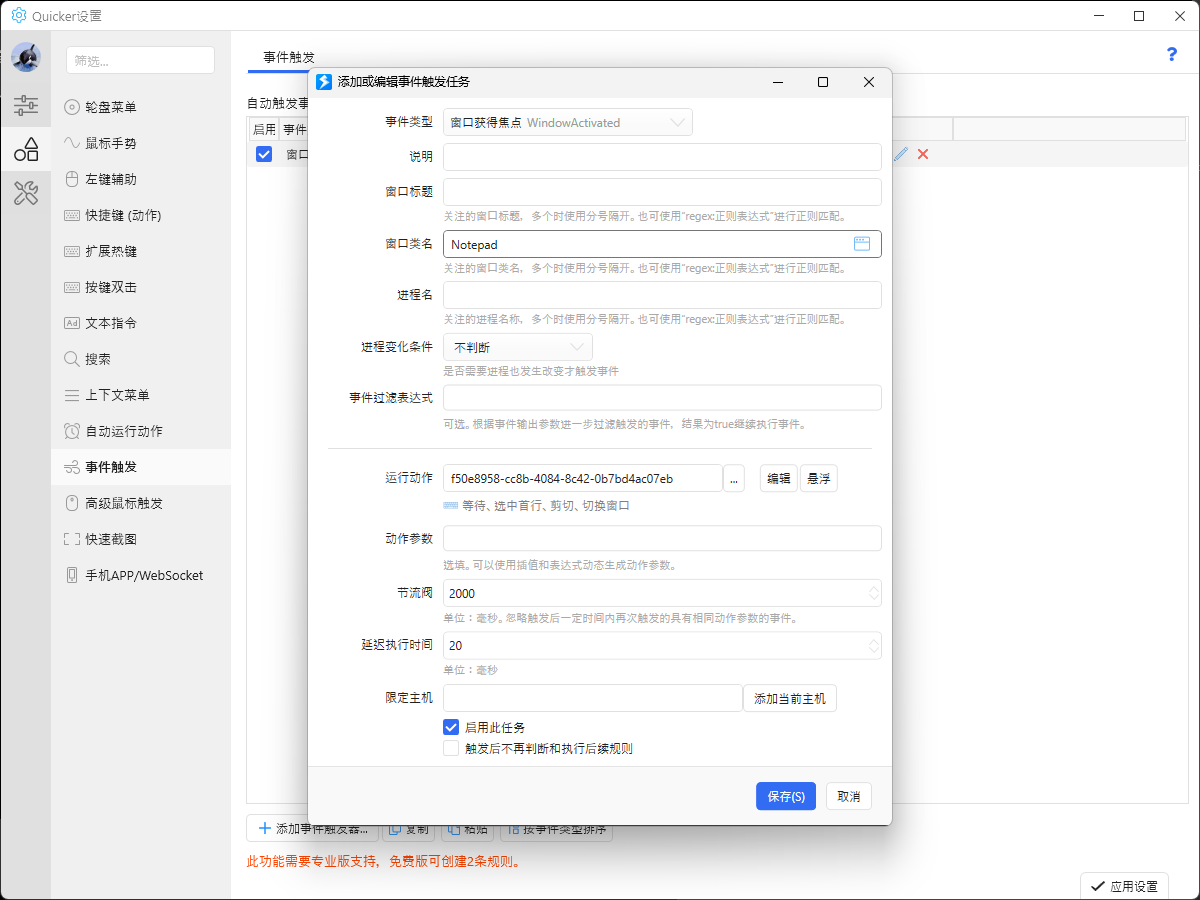 Quicker设置
筛选...
轮盘菜单
鼠标手势
左键辅助
快捷键 (动作)
扩展热键
按键双击
文本指令
搜索
上下文菜单
自动运行动作
事件触发
高级鼠标触发
快速截图
手机APP/WebSocket
事件触发
?
自动触发事
启用 事件
窗口
添加或编辑事件触发任务
事件类型 窗口获得焦点 WindowActivated
说明
窗口标题
关注的窗口标题，多个时使用分号隔开。也可使用"regex:正则表达式"进行正则匹配。
窗口类名 Notepad
关注的窗口类名，多个时使用分号隔开。也可使用"regex:正则表达式"进行正则匹配。
进程名
关注的进程名称，多个时使用分号隔开。也可使用"regex:正则表达式"进行正则匹配。
进程变化条件 不判断
是否需要进程也发生改变才触发事件
事件过滤表达式
可选。根据事件输出参数进一步过滤触发的事件，结果为true继续执行事件。
运行动作 f50e8958-cc8b-4084-8c42-0b7bd4ac07eb ... 编辑 悬浮
等待、选中首行、剪切、切换窗口
动作参数
选填。可以使用插值和表达式动态生成动作参数。
节流阀 2000
单位：毫秒。忽略触发后一定时间内再次触发的具有相同动作参数的事件。
延迟执行时间 20
单位：毫秒
限定主机 添加当前主机
启用此任务
触发后不再判断和执行后续规则
保存(S) 取消
添加事件触发器... 复制 粘贴 按事件类型排序
此功能需要专业版支持，免费版可创建2条规则。
应用设置